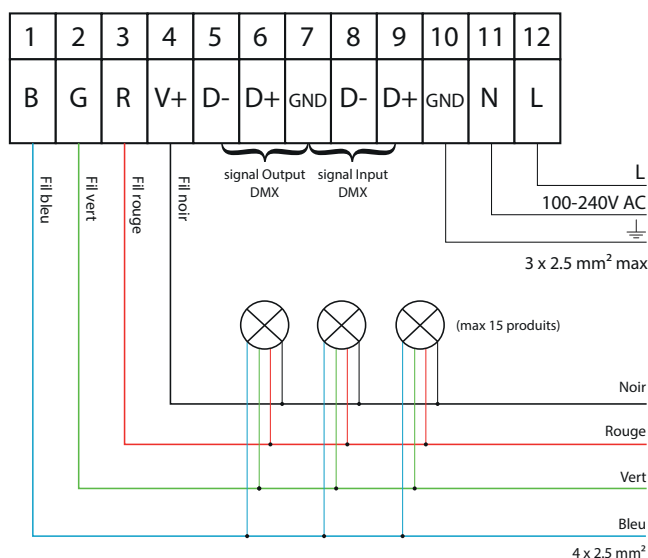 1 2 3 4 5 6 7 8 9 10 11 12
B G R V+ D- D+ GND D- D+ GND N L
Fil bleu
Fil vert
Fil rouge
Fil noir
signal Output
DMX
signal Input
DMX
L
100-240V AC
3 x 2.5 mm² max
(max 15 produits)
Noir
Rouge
Vert
Bleu
4 x 2.5 mm²